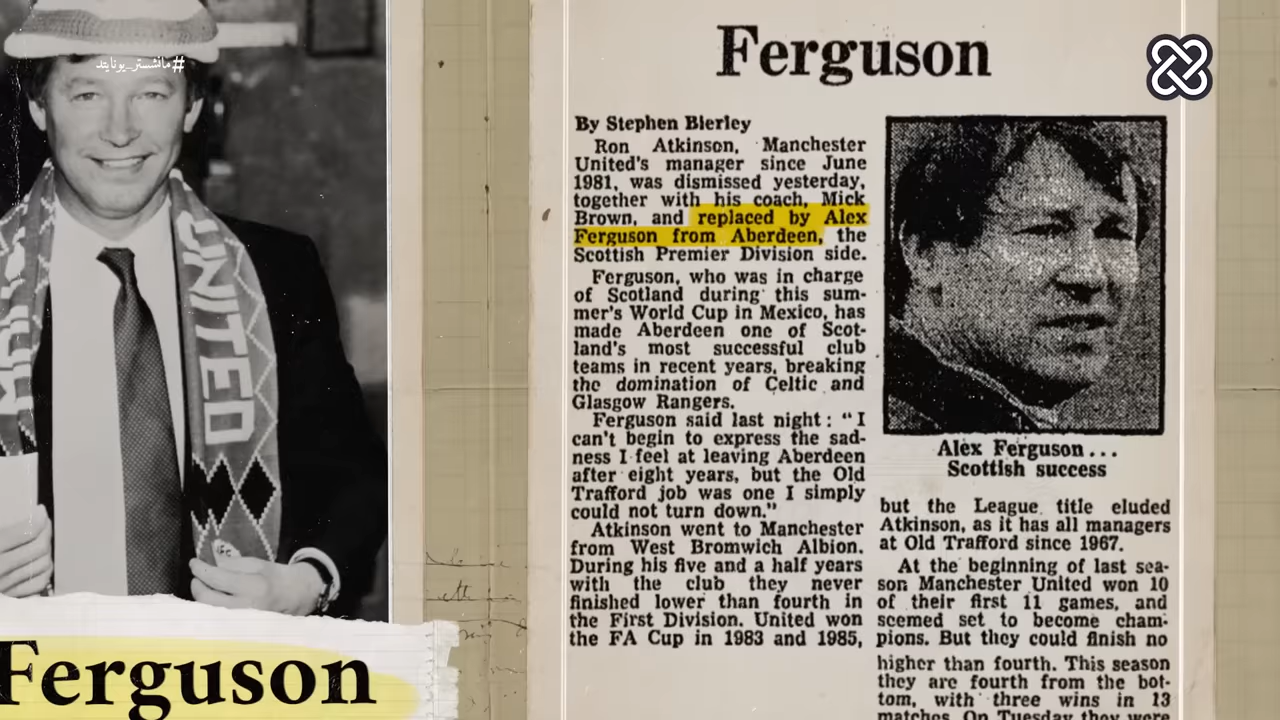 #مانشستر_يونايتد
UNITED
Ferguson
Ferguson
By Stephen Bierley
Ron Atkinson, Manchester
United's manager since June
1981, was dismissed yesterday,
together with his coach, Mick
Brown, and replaced by Alex
Ferguson from Aberdeen, the
Scottish Premier Division side.
Ferguson, who was in charge
of Scotland during this sum-
mer's World Cup in Mexico, has
made Aberdeen one of Scot-
land's most successful club
teams in recent years, breaking
the domination of Celtic and
Glasgow Rangers.
Ferguson said last night: "I
can't begin to express the sad-
ness I feel at leaving Aberdeen
after eight years, but the Old
Trafford job was one I simply
could not turn down."
Atkinson went to Manchester
from West Bromwich Albion.
During his five and a half years
with the club they never
finished lower than fourth in
the First Division. United won
the FA Cup in 1983 and 1985,
Alex Ferguson...
Scottish success
but the League title eluded
Atkinson, as it has all managers
at Old Trafford since 1967.
At the beginning of last sea-
son Manchester United won 10
of their first 11 games, and
seemed set to become cham-
pions. But they could finish no
higher than fourth. This season
they are fourth from the bot-
tom, with three wins in 13
matches. On Tuesday they were